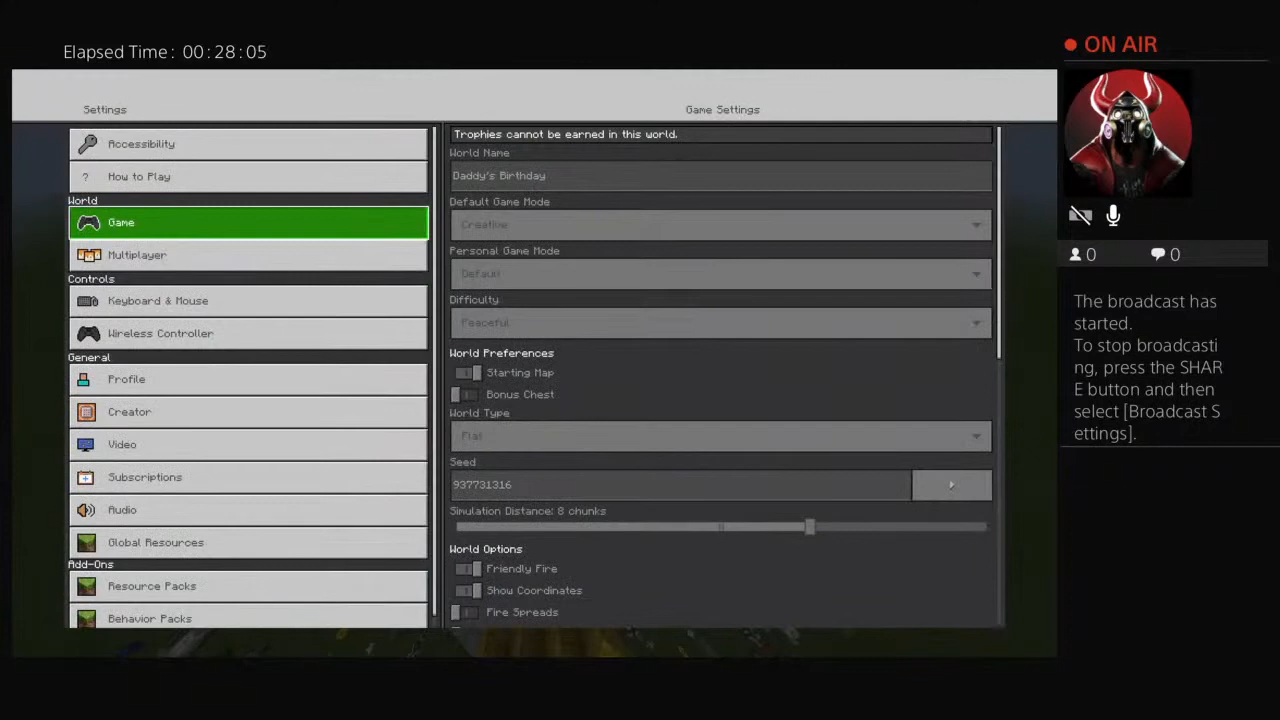 Elapsed Time: 00:28:05
ON AIR
Settings
Game Settings
Accessibility
? How to Play
World
Game
Multiplayer
Controls
Keyboard & Mouse
Wireless Controller
General
Profile
Creator
Video
Subscriptions
Audio
Global Resources
Add-Ons
Resource Packs
Behavior Packs
Trophies cannot be earned in this world.
World Name
Daddy's Birthday
Default Game Mode
Creative
Personal Game Mode
Default
Difficulty
Peaceful
World Preferences
Starting Map
Bonus Chest
World Type
Flat
Seed
937731316
Simulation Distance: 8 chunks
World Options
Friendly Fire
Show Coordinates
Fire Spreads
0 0
The broadcast has
started.
To stop broadcasti
ng, press the SHAR
E button and then
select [Broadcast S
ettings].